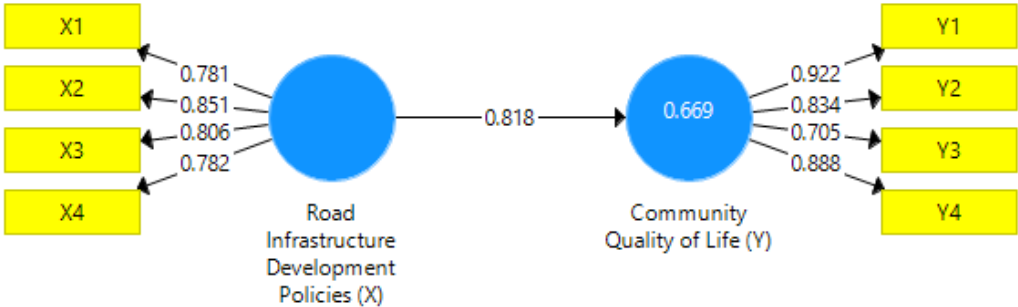 X1
X2
X3
X4
0.781
0.851
0.806
0.782
Road
Infrastructure
Development
Policies (X)
0.818
0.669
Community
Quality of Life (Y)
0.922
0.834
0.705
0.888
Y1
Y2
Y3
Y4